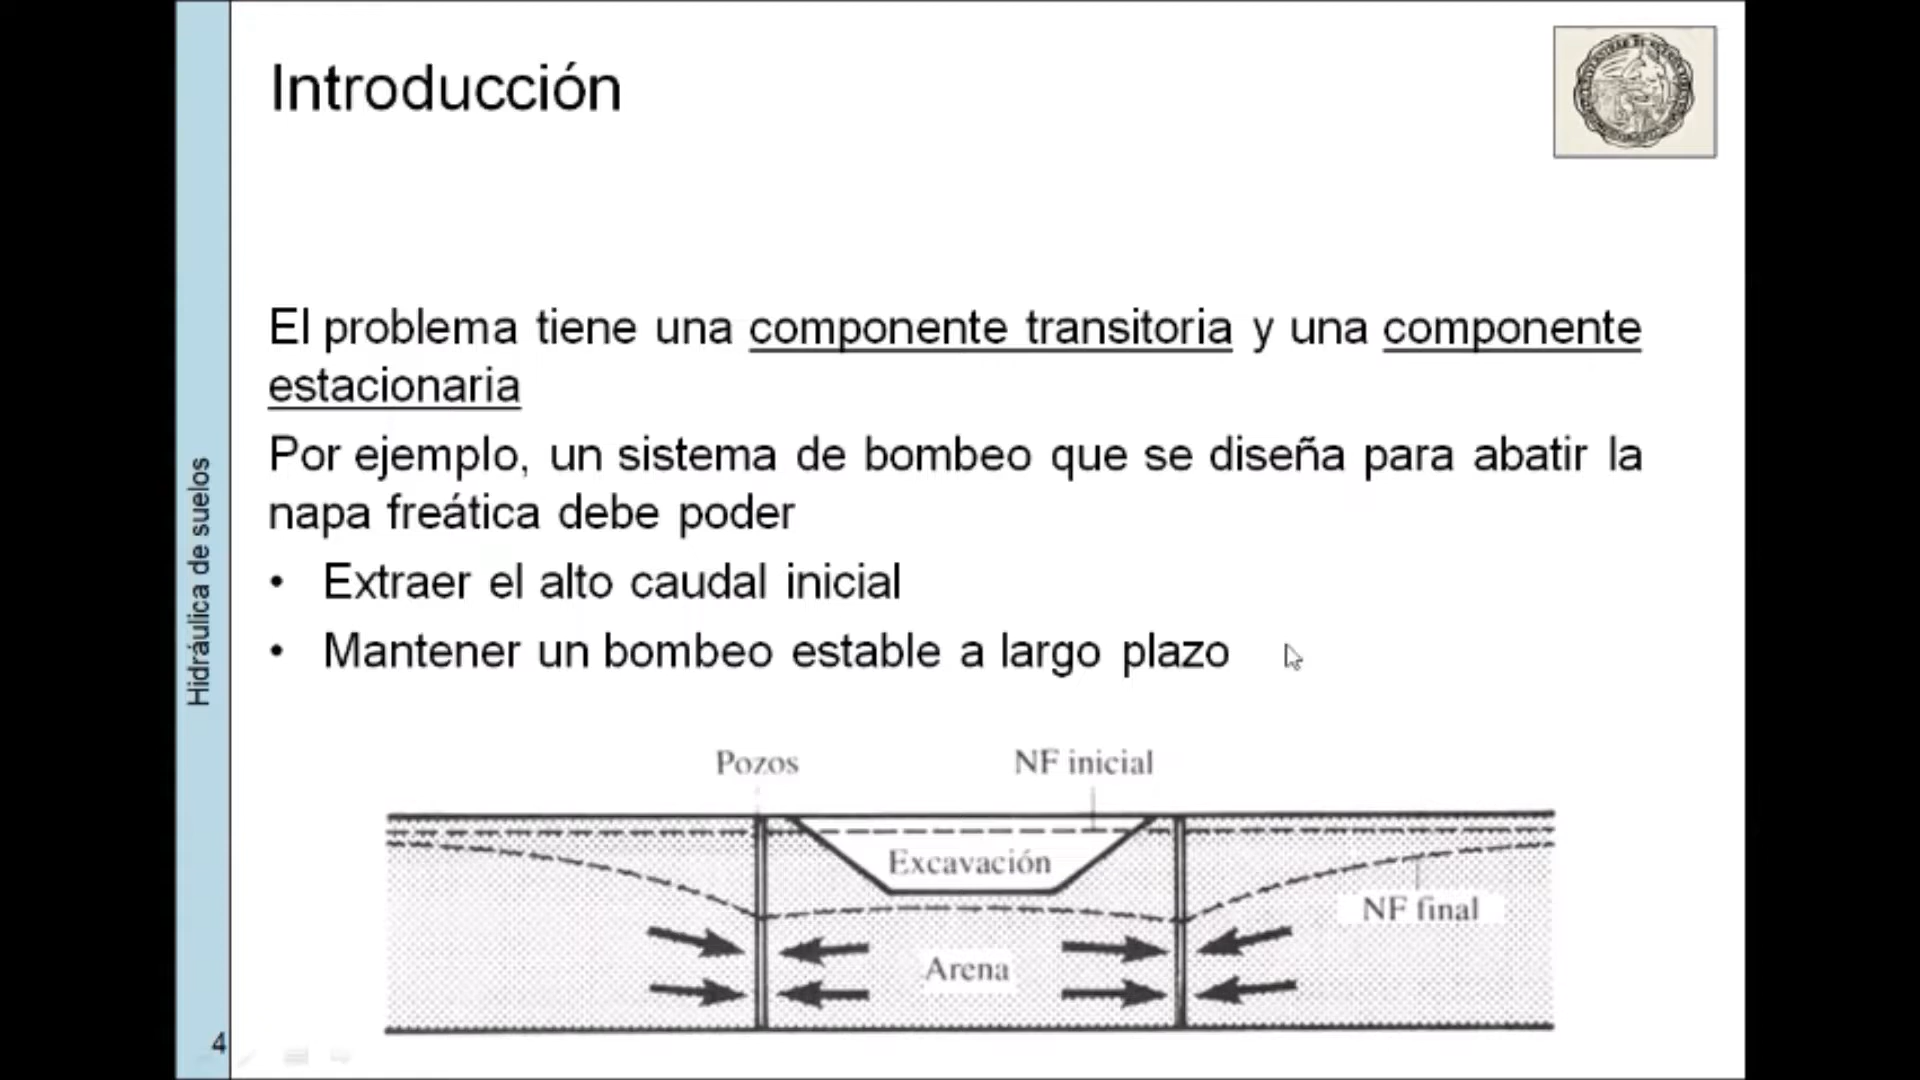 Introducción
El problema tiene una componente transitoria y una componente
estacionaria
Por ejemplo, un sistema de bombeo que se diseña para abatir la
napa freática debe poder
• Extraer el alto caudal inicial
• Mantener un bombeo estable a largo plazo
Hidráulica de suelos
Pozos
NF inicial
Excavación
NF final
Arena
4